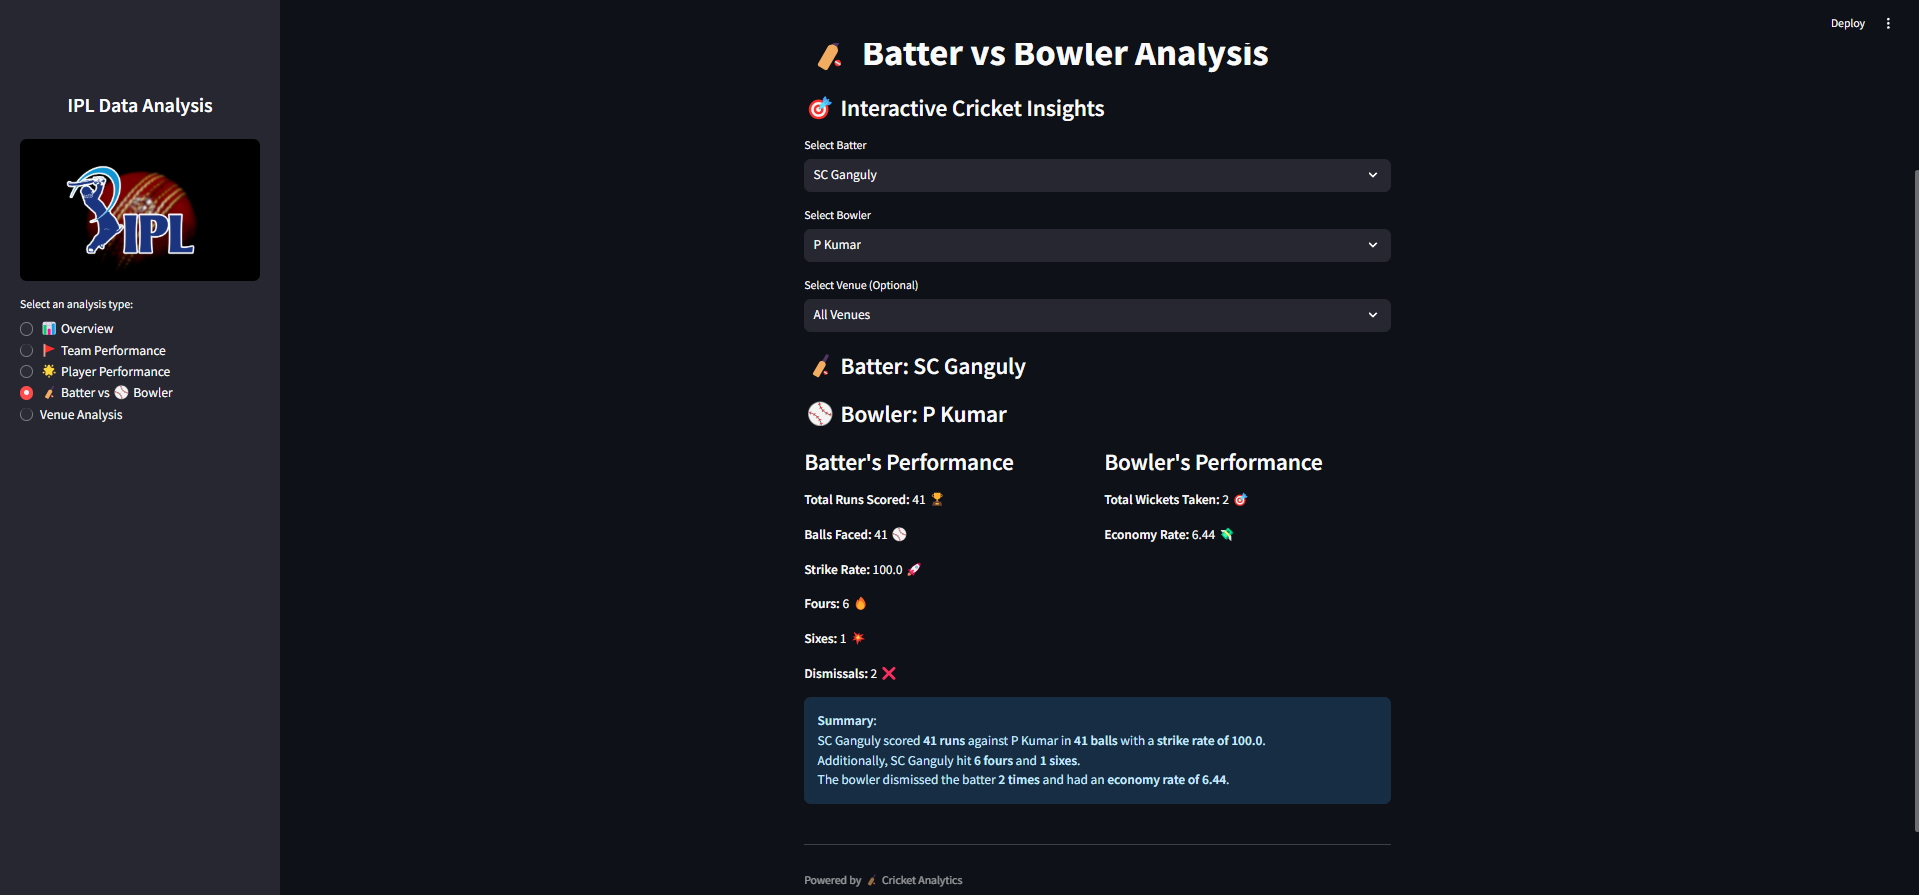 Deploy
IPL Data Analysis
IPL
Select an analysis type:
Overview
Team Performance
Player Performance
Batter vs Bowler
Venue Analysis
Batter vs Bowler Analysis
Interactive Cricket Insights
Select Batter
SC Ganguly
Select Bowler
P Kumar
Select Venue (Optional)
All Venues
Batter: SC Ganguly
Bowler: P Kumar
Batter's Performance
Total Runs Scored: 41
Balls Faced: 41
Strike Rate: 100.0
Fours: 6
Sixes: 1
Dismissals: 2
Bowler's Performance
Total Wickets Taken: 2
Economy Rate: 6.44
Summary:
SC Ganguly scored 41 runs against P Kumar in 41 balls with a strike rate of 100.0.
Additionally, SC Ganguly hit 6 fours and 1 sixes.
The bowler dismissed the batter 2 times and had an economy rate of 6.44.
Powered by Cricket Analytics